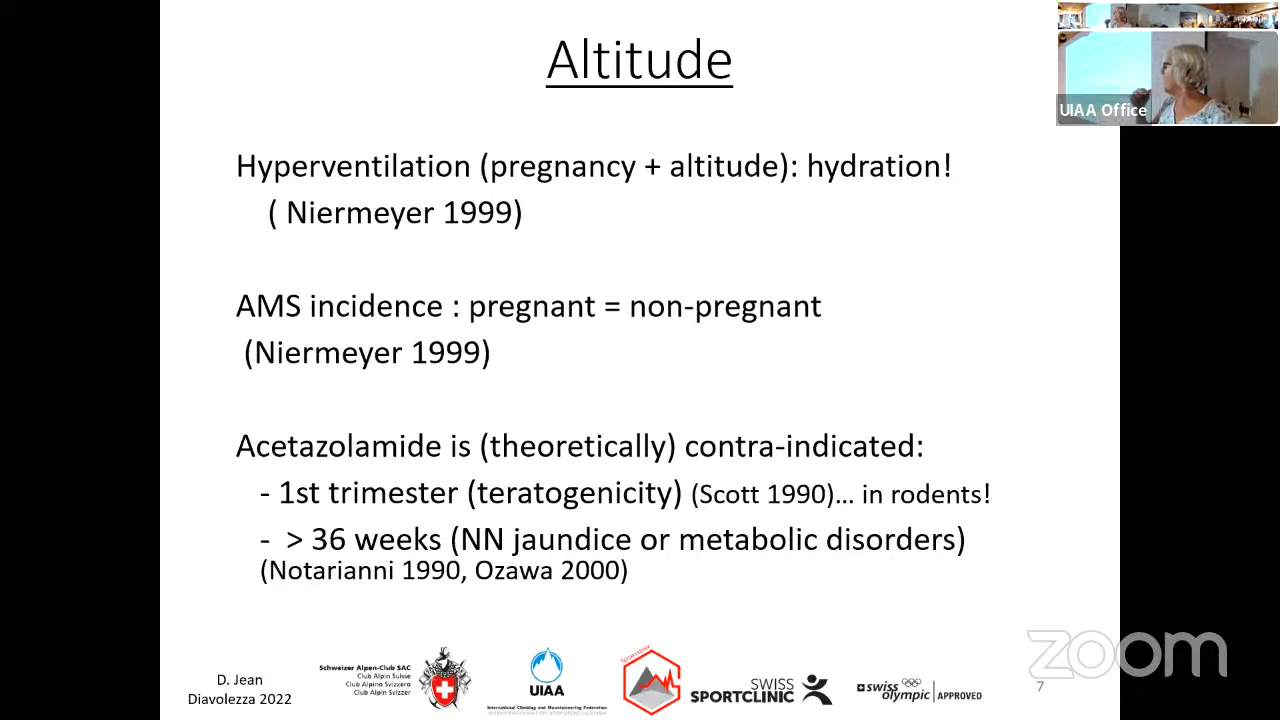 Altitude
UIAA Office
Hyperventilation (pregnancy + altitude): hydration!
( Niermeyer 1999)
AMS incidence : pregnant = non-pregnant
(Niermeyer 1999)
Acetazolamide is (theoretically) contra-indicated:
- 1st trimester (teratogenicity) (Scott 1990)… in rodents!
- > 36 weeks (NN jaundice or metabolic disorders)
(Notarianni 1990, Ozawa 2000)
D. Jean
Diavolezza 2022
Schweizer Alpen-Club SAC
Club Alpin Suisse
Club Alpino Svizzero
Club Alpin Svizzer
UIAA
International Climbing and Mountaineering Federation
SWISS
SPORTCLINIC
swiss
olympic
APPROVED
zoom
7